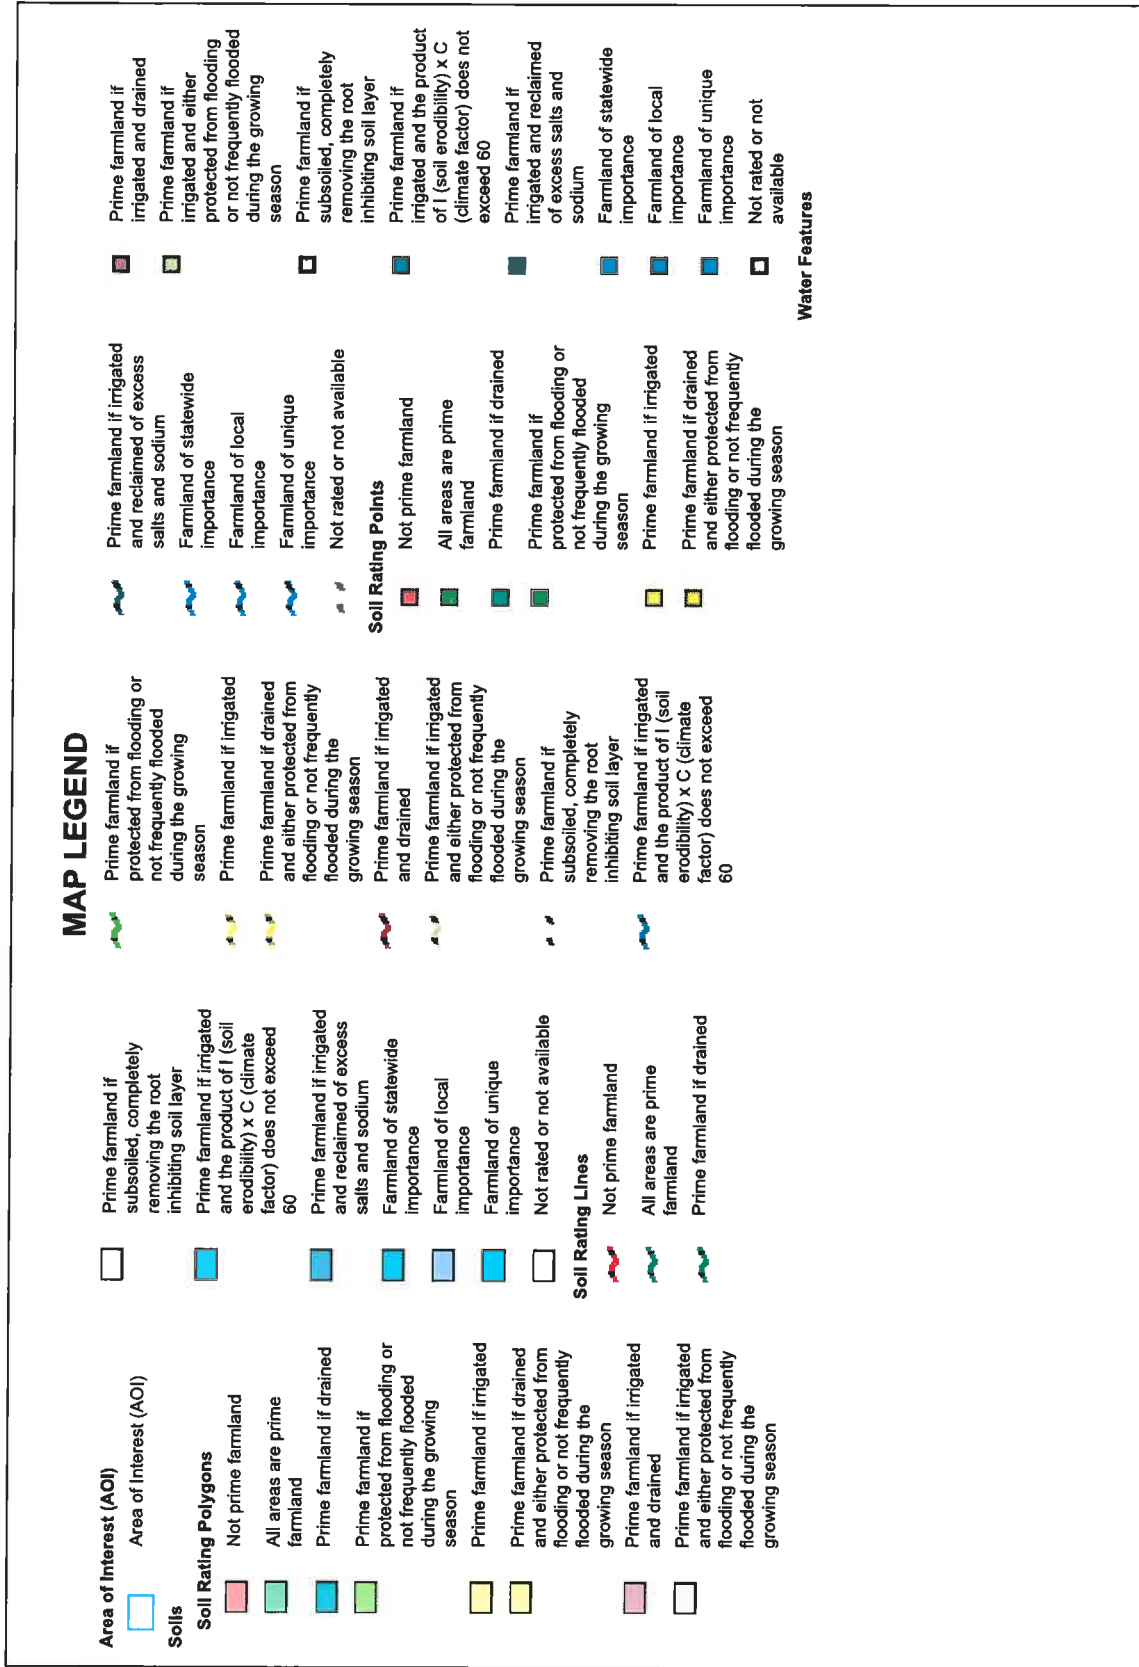 MAP LEGEND
Area of Interest (AOI)
Area of Interest (AOI)
Soils
Soil Rating Polygons
Not prime farmland
All areas are prime
farmland
Prime farmland if drained
Prime farmland if
protected from flooding or
not frequently flooded
during the growing
season
Prime farmland if irrigated
Prime farmland if drained
and either protected from
flooding or not frequently
flooded during the
growing season
Prime farmland if irrigated
and drained
Prime farmland if irrigated
and either protected from
flooding or not frequently
flooded during the
growing season
Prime farmland if
subsoiled, completely
removing the root
inhibiting soil layer
Prime farmland if irrigated
and the product of I (soil
erodibility) x C (climate
factor) does not exceed
60
Prime farmland if irrigated
and reclaimed of excess
salts and sodium
Farmland of statewide
importance
Farmland of local
importance
Farmland of unique
importance
Not rated or not available
Soil Rating Lines
Not prime farmland
All areas are prime
farmland
Prime farmland if drained
Prime farmland if
protected from flooding or
not frequently flooded
during the growing
season
Prime farmland if irrigated
Prime farmland if drained
and either protected from
flooding or not frequently
flooded during the
growing season
Prime farmland if irrigated
and drained
Prime farmland if irrigated
and either protected from
flooding or not frequently
flooded during the
growing season
Prime farmland if
subsoiled, completely
removing the root
inhibiting soil layer
Prime farmland if irrigated
and the product of I (soil
erodibility) x C (climate
factor) does not exceed
60
Prime farmland if irrigated
and reclaimed of excess
salts and sodium
Farmland of statewide
importance
Farmland of local
importance
Farmland of unique
importance
Not rated or not available
Soil Rating Points
Not prime farmland
All areas are prime
farmland
Prime farmland if drained
Prime farmland if
protected from flooding or
not frequently flooded
during the growing
season
Prime farmland if irrigated
Prime farmland if drained
and either protected from
flooding or not frequently
flooded during the
growing season
Prime farmland if
irrigated and drained
Prime farmland if
irrigated and either
protected from flooding
or not frequently flooded
during the growing
season
Prime farmland if
subsoiled, completely
removing the root
inhibiting soil layer
Prime farmland if
irrigated and the product
of I (soil erodibility) x C
(climate factor) does not
exceed 60
Prime farmland if
irrigated and reclaimed
of excess salts and
sodium
Farmland of statewide
importance
Farmland of local
importance
Farmland of unique
importance
Not rated or not
available
Water Features